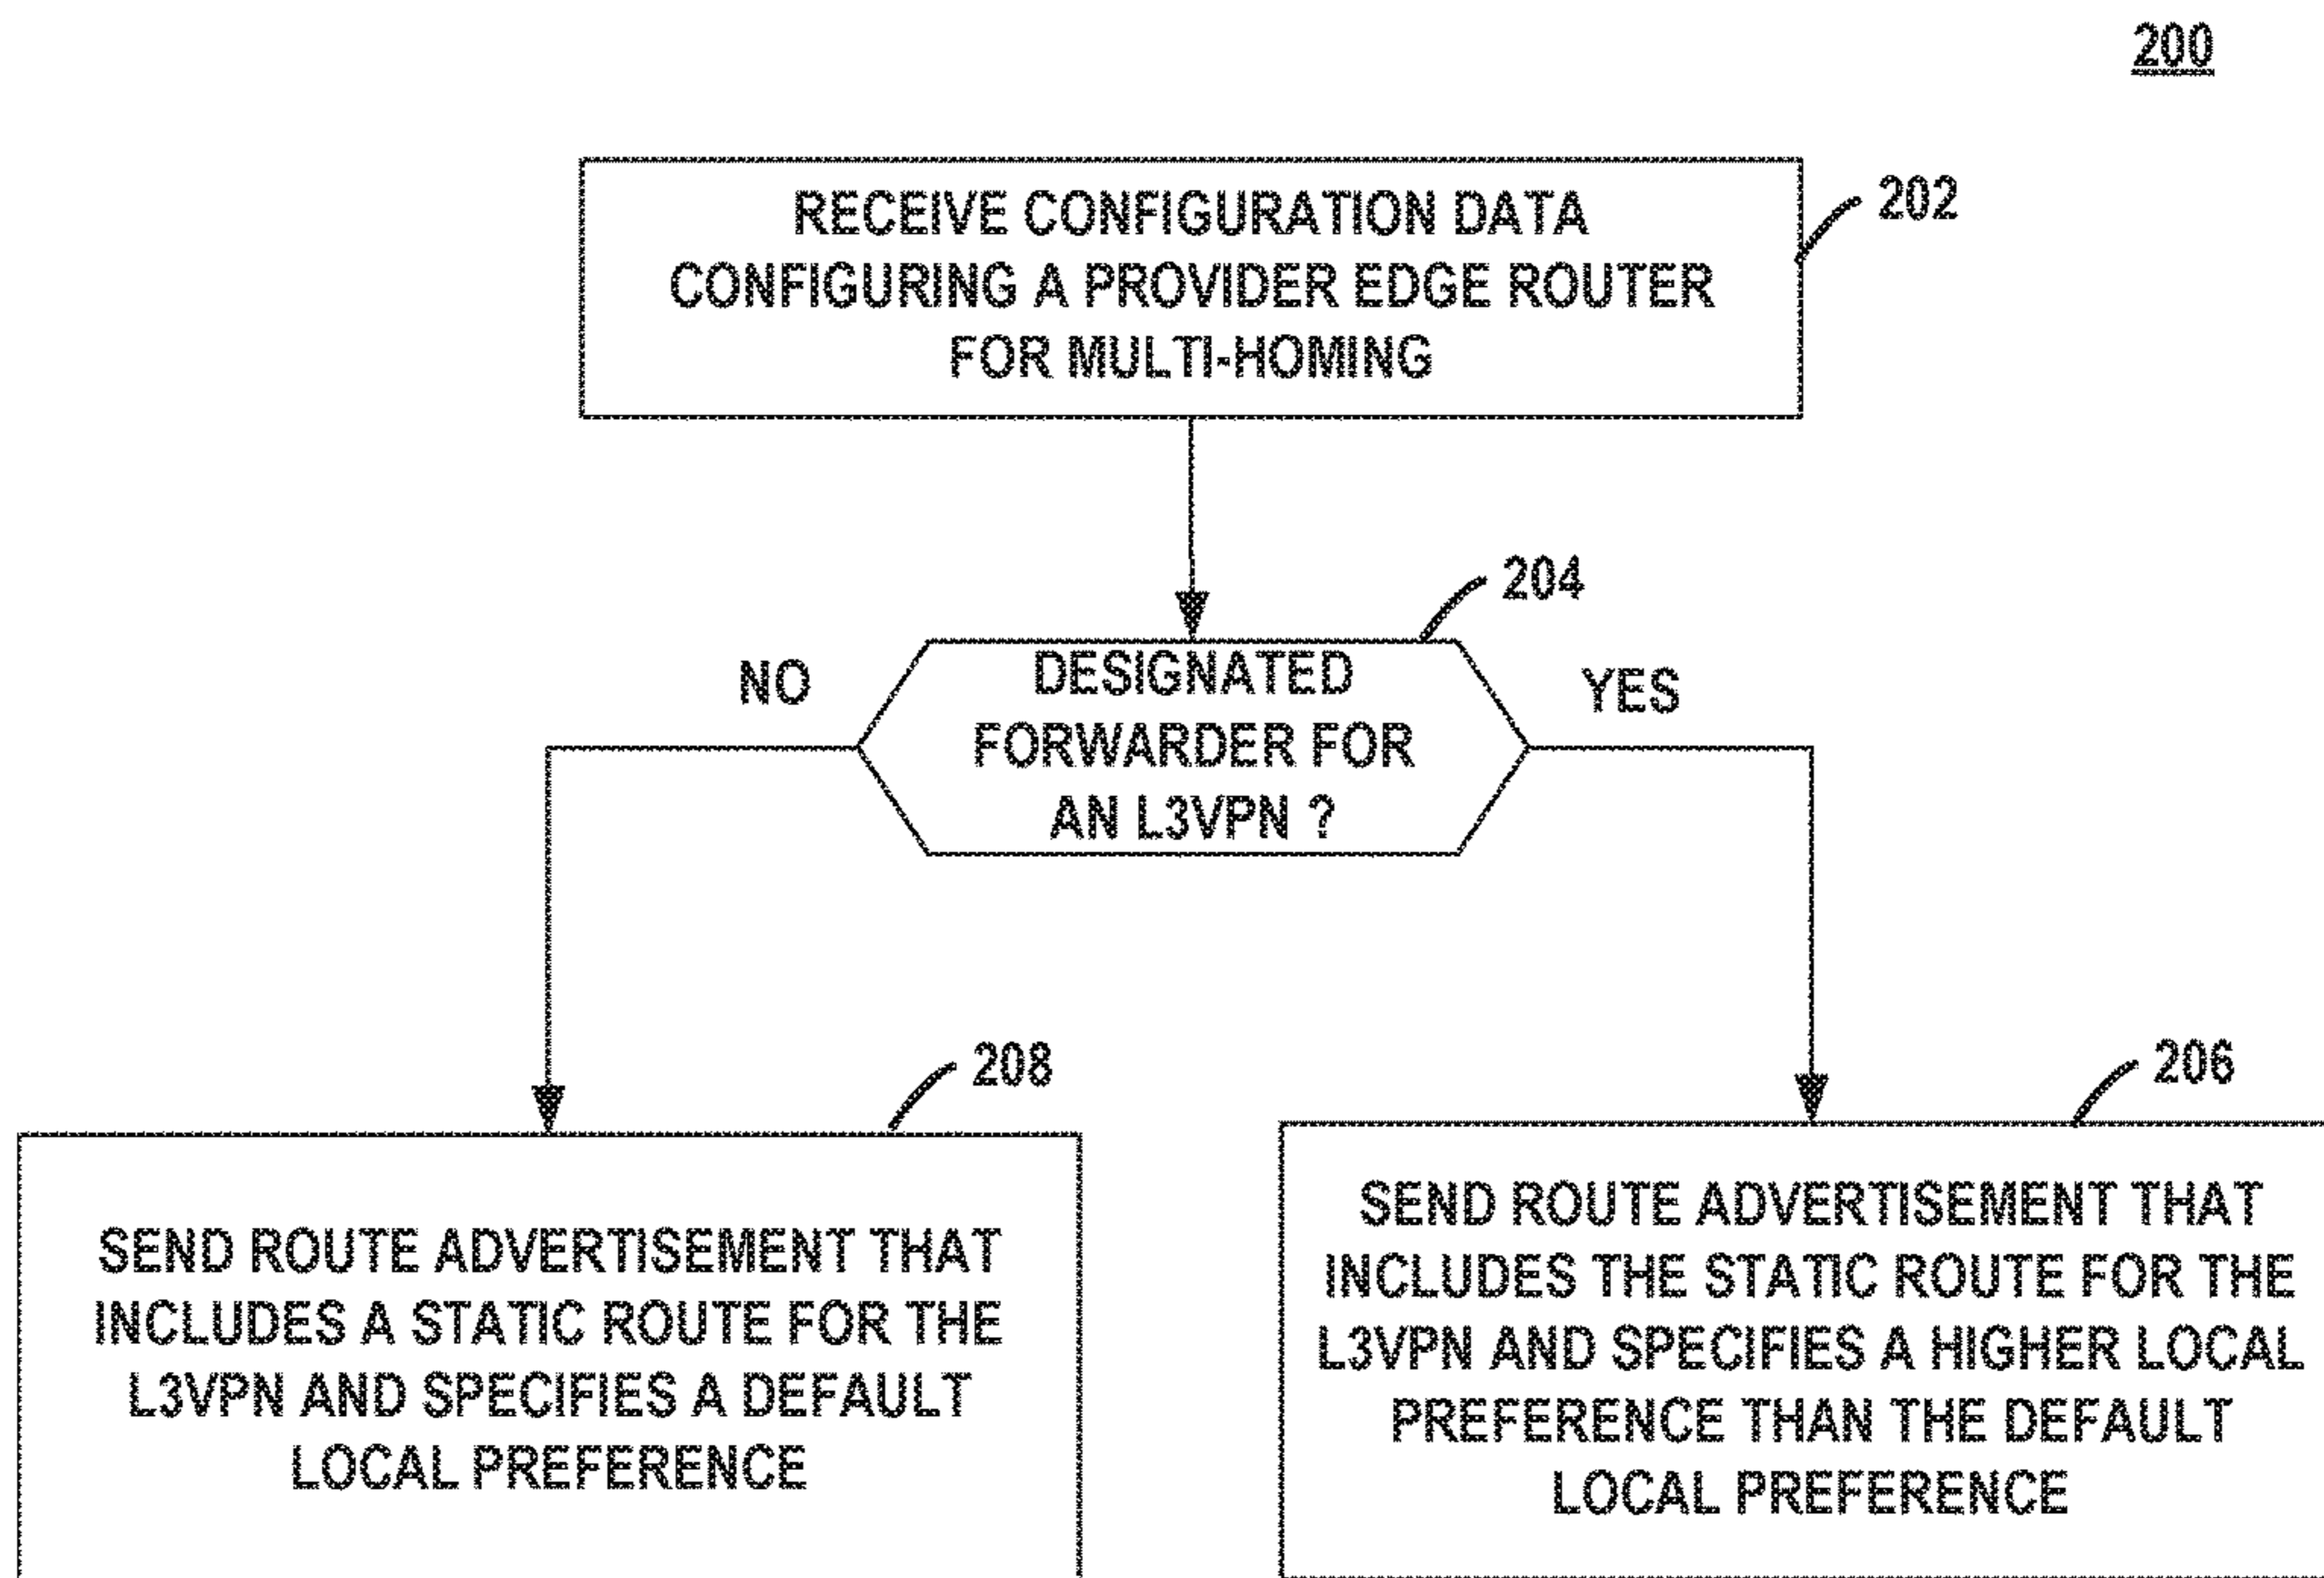 200
RECEIVE CONFIGURATION DATA
CONFIGURING A PROVIDER EDGE ROUTER
FOR MULTI-HOMING
202
204
NO
DESIGNATED
FORWARDER FOR
AN L3VPN ?
YES
208
SEND ROUTE ADVERTISEMENT THAT
INCLUDES A STATIC ROUTE FOR THE
L3VPN AND SPECIFIES A DEFAULT
LOCAL PREFERENCE
206
SEND ROUTE ADVERTISEMENT THAT
INCLUDES THE STATIC ROUTE FOR THE
L3VPN AND SPECIFIES A HIGHER LOCAL
PREFERENCE THAN THE DEFAULT
LOCAL PREFERENCE